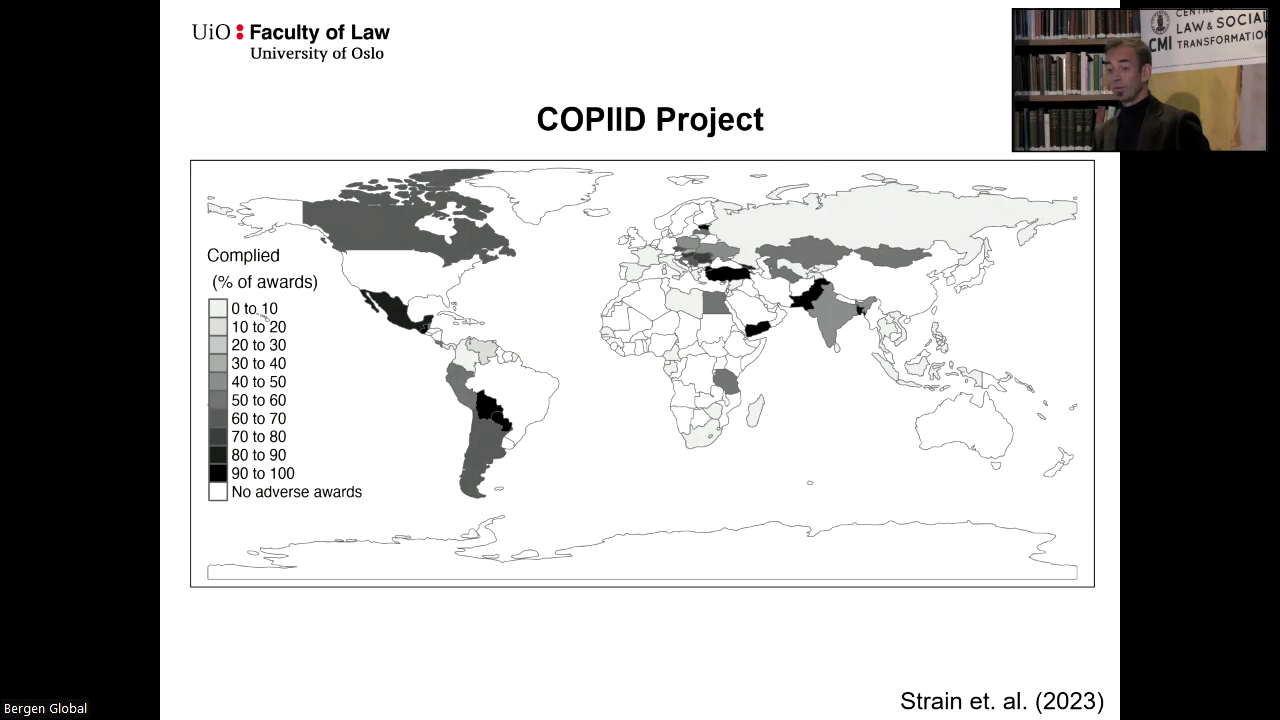 UiO Faculty of Law
University of Oslo
CENTRE
LAW & SOCIAL
CMI TRANSFORMATION
COPIID Project
Complied
(% of awards)
0 to 10
10 to 20
20 to 30
30 to 40
40 to 50
50 to 60
60 to 70
70 to 80
80 to 90
90 to 100
No adverse awards
Strain et. al. (2023)
Bergen Global